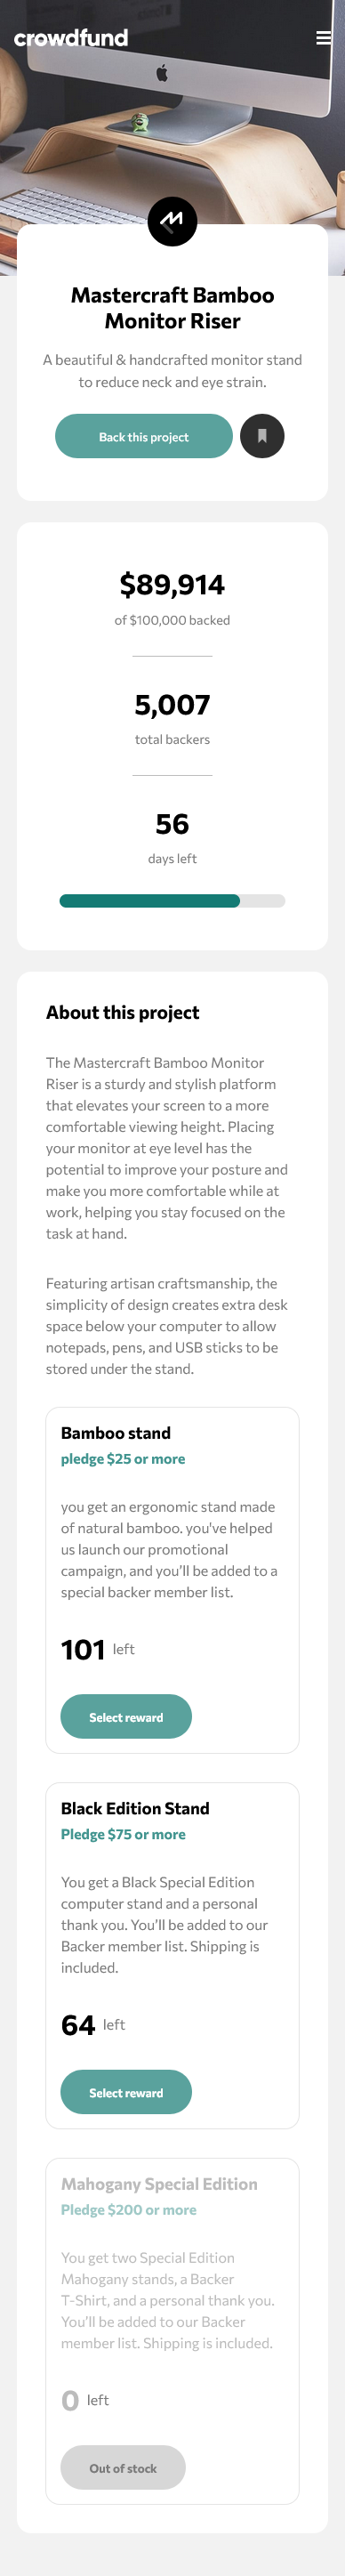 crowdfund
Mastercraft Bamboo
Monitor Riser
A beautiful & handcrafted monitor stand
to reduce neck and eye strain.
Back this project
$89,914
of $100,000 backed
5,007
total backers
56
days left
About this project
The Mastercraft Bamboo Monitor
Riser is a sturdy and stylish platform
that elevates your screen to a more
comfortable viewing height. Placing
your monitor at eye level has the
potential to improve your posture and
make you more comfortable while at
work, helping you stay focused on the
task at hand.
Featuring artisan craftsmanship, the
simplicity of design creates extra desk
space below your computer to allow
notepads, pens, and USB sticks to be
stored under the stand.
Bamboo stand
pledge $25 or more
you get an ergonomic stand made
of natural bamboo. you've helped
us launch our promotional
campaign, and you’ll be added to a
special backer member list.
101 left
Select reward
Black Edition Stand
Pledge $75 or more
You get a Black Special Edition
computer stand and a personal
thank you. You’ll be added to our
Backer member list. Shipping is
included.
64 left
Select reward
Mahogany Special Edition
Pledge $200 or more
You get two Special Edition
Mahogany stands, a Backer
T-Shirt, and a personal thank you.
You’ll be added to our Backer
member list. Shipping is included.
0 left
Out of stock